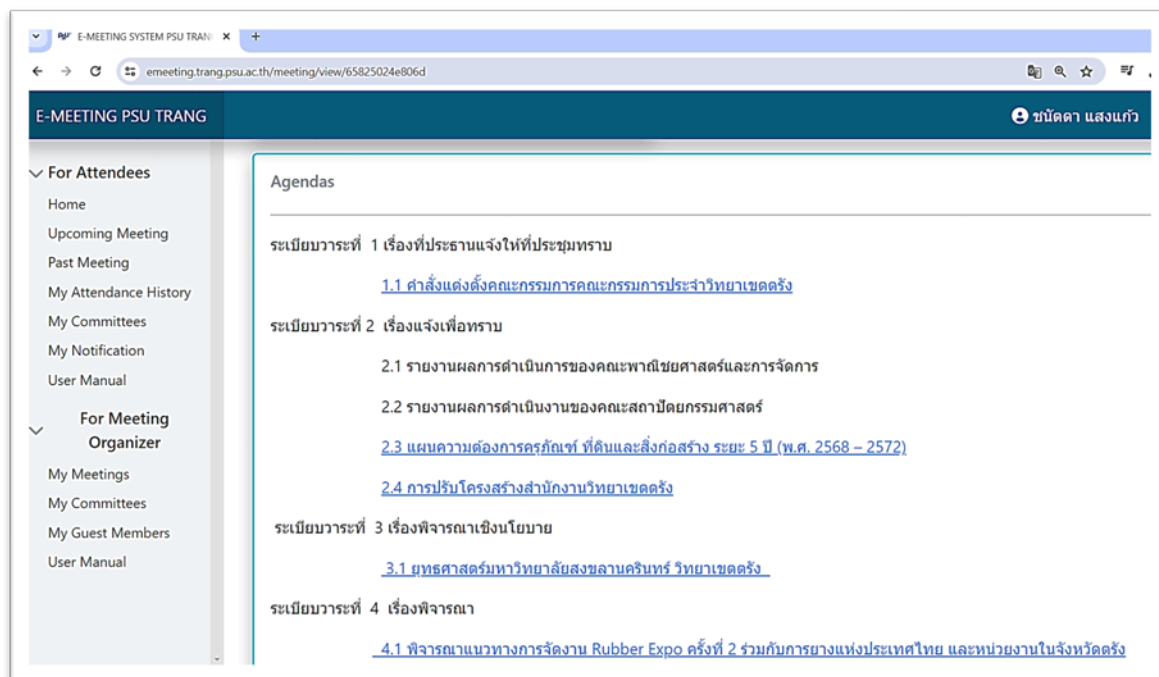 E-MEETING SYSTEM PSU TRAN
emeeting.trang.psu.ac.th/meeting/view/65825024e806d
E-MEETING PSU TRANG
ชนัดดา แสงแก้ว
For Attendees
Home
Upcoming Meeting
Past Meeting
My Attendance History
My Committees
My Notification
User Manual
For Meeting
Organizer
My Meetings
My Committees
My Guest Members
User Manual
Agendas
ระเบียบวาระที่ 1 เรื่องที่ประธานแจ้งให้ที่ประชุมทราบ
1.1 คำสั่งแต่งตั้งคณะกรรมการคณะกรรมการประจำวิทยาเขตตรัง
ระเบียบวาระที่ 2 เรื่องแจ้งเพื่อทราบ
2.1 รายงานผลการดำเนินการของคณะพาณิชยศาสตร์และการจัดการ
2.2 รายงานผลการดำเนินงานของคณะสถาปัตยกรรมศาสตร์
2.3 แผนความต้องการครุภัณฑ์ ที่ดินและสิ่งก่อสร้าง ระยะ 5 ปี (พ.ศ. 2568 – 2572)
2.4 การปรับโครงสร้างสำนักงานวิทยาเขตตรัง
ระเบียบวาระที่ 3 เรื่องพิจารณาเชิงนโยบาย
3.1 ยุทธศาสตร์มหาวิทยาลัยสงขลานครินทร์ วิทยาเขตตรัง
ระเบียบวาระที่ 4 เรื่องพิจารณา
4.1 พิจารณาแนวทางการจัดงาน Rubber Expo ครั้งที่ 2 ร่วมกับการยางแห่งประเทศไทย และหน่วยงานในจังหวัดตรัง